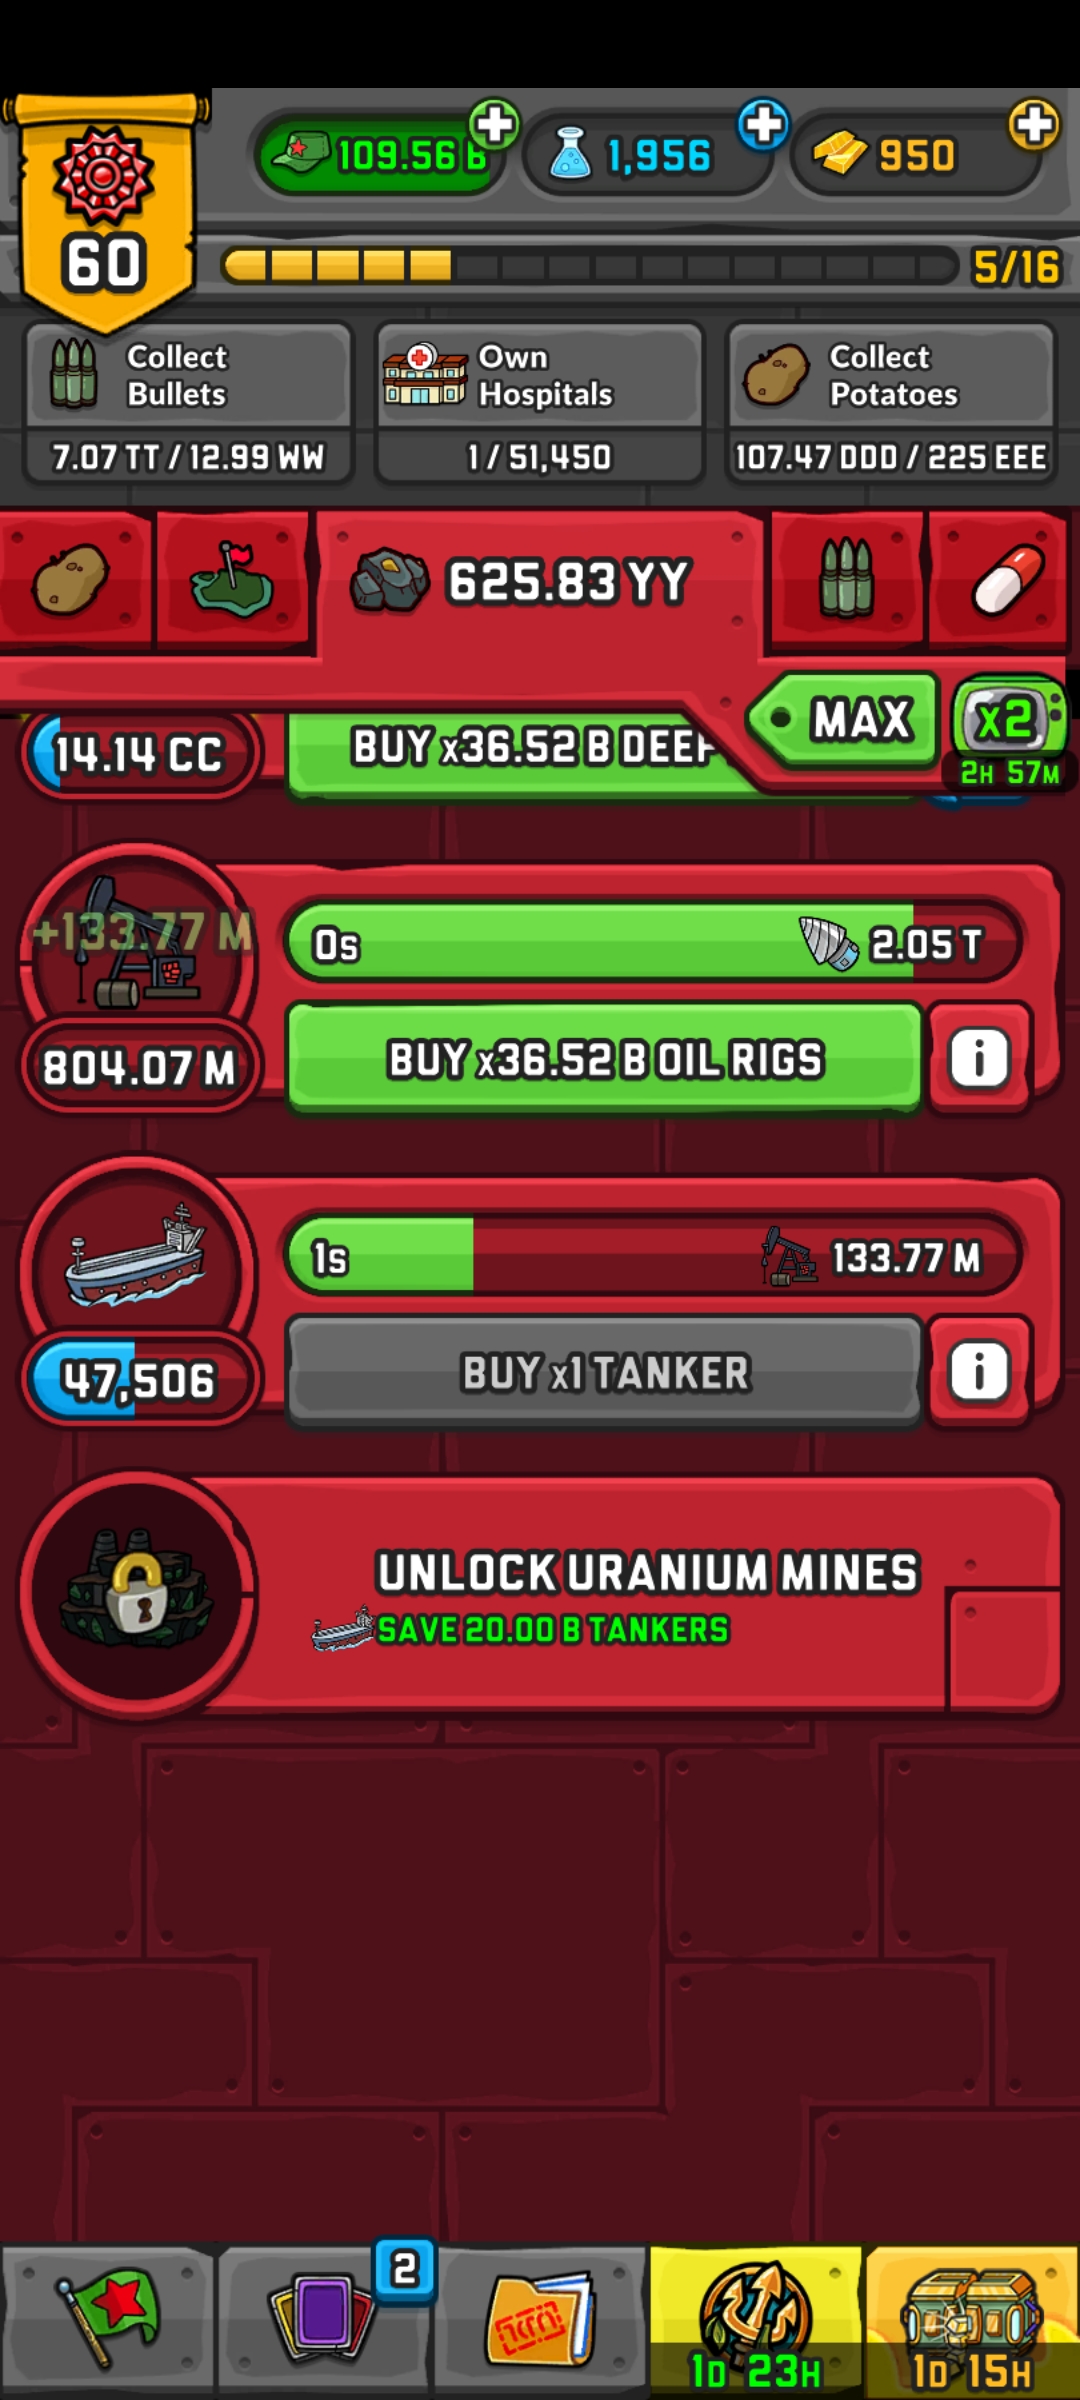 60
109.56 B
1,956
950
5/16
Collect
Bullets
7.07 TT / 12.99 WW
Own
Hospitals
1 / 51,450
Collect
Potatoes
107.47 DDD / 225 EEE
625.83 YY
MAX
x2
2H 57M
14.14 CC
BUY x36.52 B DEEP
+133.77 M
0s
2.05 T
804.07 M
BUY x36.52 B OIL RIGS
i
1s
133.77 M
47,506
BUY x1 TANKER
i
UNLOCK URANIUM MINES
SAVE 20.00 B TANKERS
2
1D 23H
1D 15H